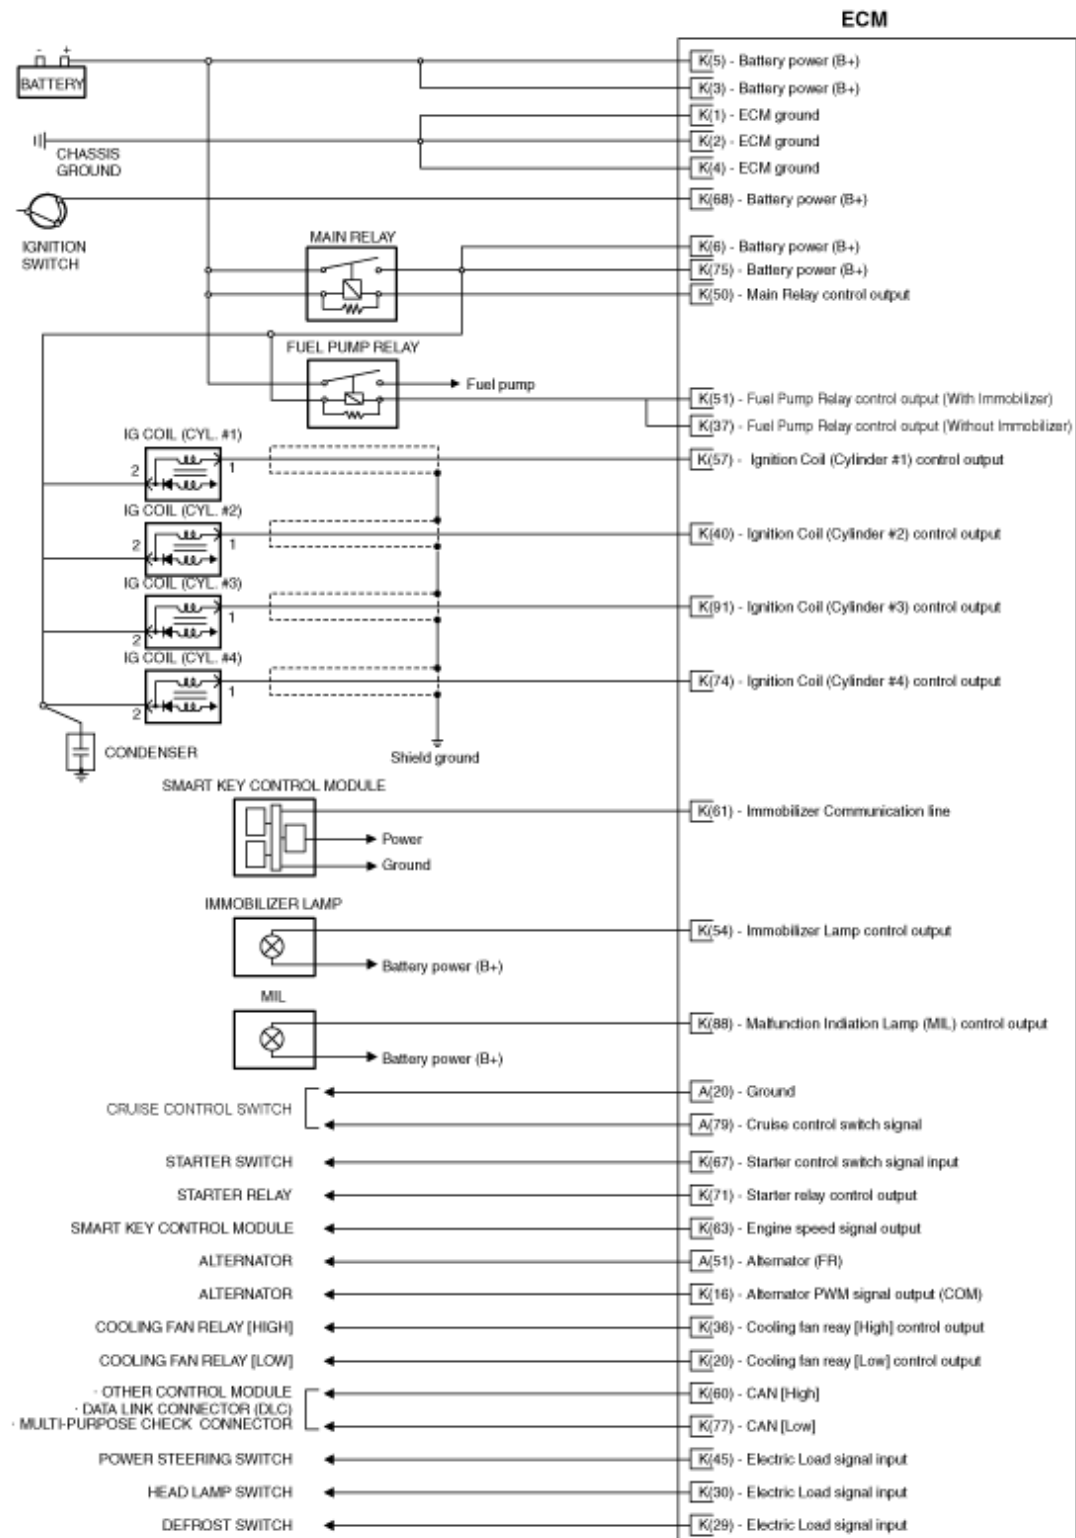 ECM
- +
BATTERY
K(5) - Battery power (B+)
K(3) - Battery power (B+)
K(1) - ECM ground
K(2) - ECM ground
CHASSIS
GROUND
K(4) - ECM ground
K(68) - Battery power (B+)
IGNITION
SWITCH
MAIN RELAY
K(6) - Battery power (B+)
K(75) - Battery power (B+)
K(50) - Main Relay control output
FUEL PUMP RELAY
Fuel pump
K(51) - Fuel Pump Relay control output (With Immobilizer)
K(37) - Fuel Pump Relay control output (Without Immobilizer)
IG COIL (CYL. #1)
2 1
K(57) - Ignition Coil (Cylinder #1) control output
IG COIL (CYL. #2)
2 1
K(40) - Ignition Coil (Cylinder #2) control output
IG COIL (CYL. #3)
2 1
K(91) - Ignition Coil (Cylinder #3) control output
IG COIL (CYL. #4)
2 1
K(74) - Ignition Coil (Cylinder #4) control output
CONDENSER
Shield ground
SMART KEY CONTROL MODULE
K(61) - Immobilizer Communication line
Power
Ground
IMMOBILIZER LAMP
K(54) - Immobilizer Lamp control output
Battery power (B+)
MIL
K(88) - Malfunction Indiation Lamp (MIL) control output
Battery power (B+)
CRUISE CONTROL SWITCH
A(20) - Ground
A(79) - Cruise control switch signal
STARTER SWITCH
K(67) - Starter control switch signal input
STARTER RELAY
K(71) - Starter relay control output
SMART KEY CONTROL MODULE
K(63) - Engine speed signal output
ALTERNATOR
A(51) - Alternator (FR)
ALTERNATOR
K(16) - Alternator PWM signal output (COM)
COOLING FAN RELAY [HIGH]
K(36) - Cooling fan reay [High] control output
COOLING FAN RELAY [LOW]
K(20) - Cooling fan reay [Low] control output
· OTHER CONTROL MODULE
· DATA LINK CONNECTOR (DLC)
· MULTI-PURPOSE CHECK CONNECTOR
K(60) - CAN [High]
K(77) - CAN [Low]
POWER STEERING SWITCH
K(45) - Electric Load signal input
HEAD LAMP SWITCH
K(30) - Electric Load signal input
DEFROST SWITCH
K(29) - Electric Load signal input